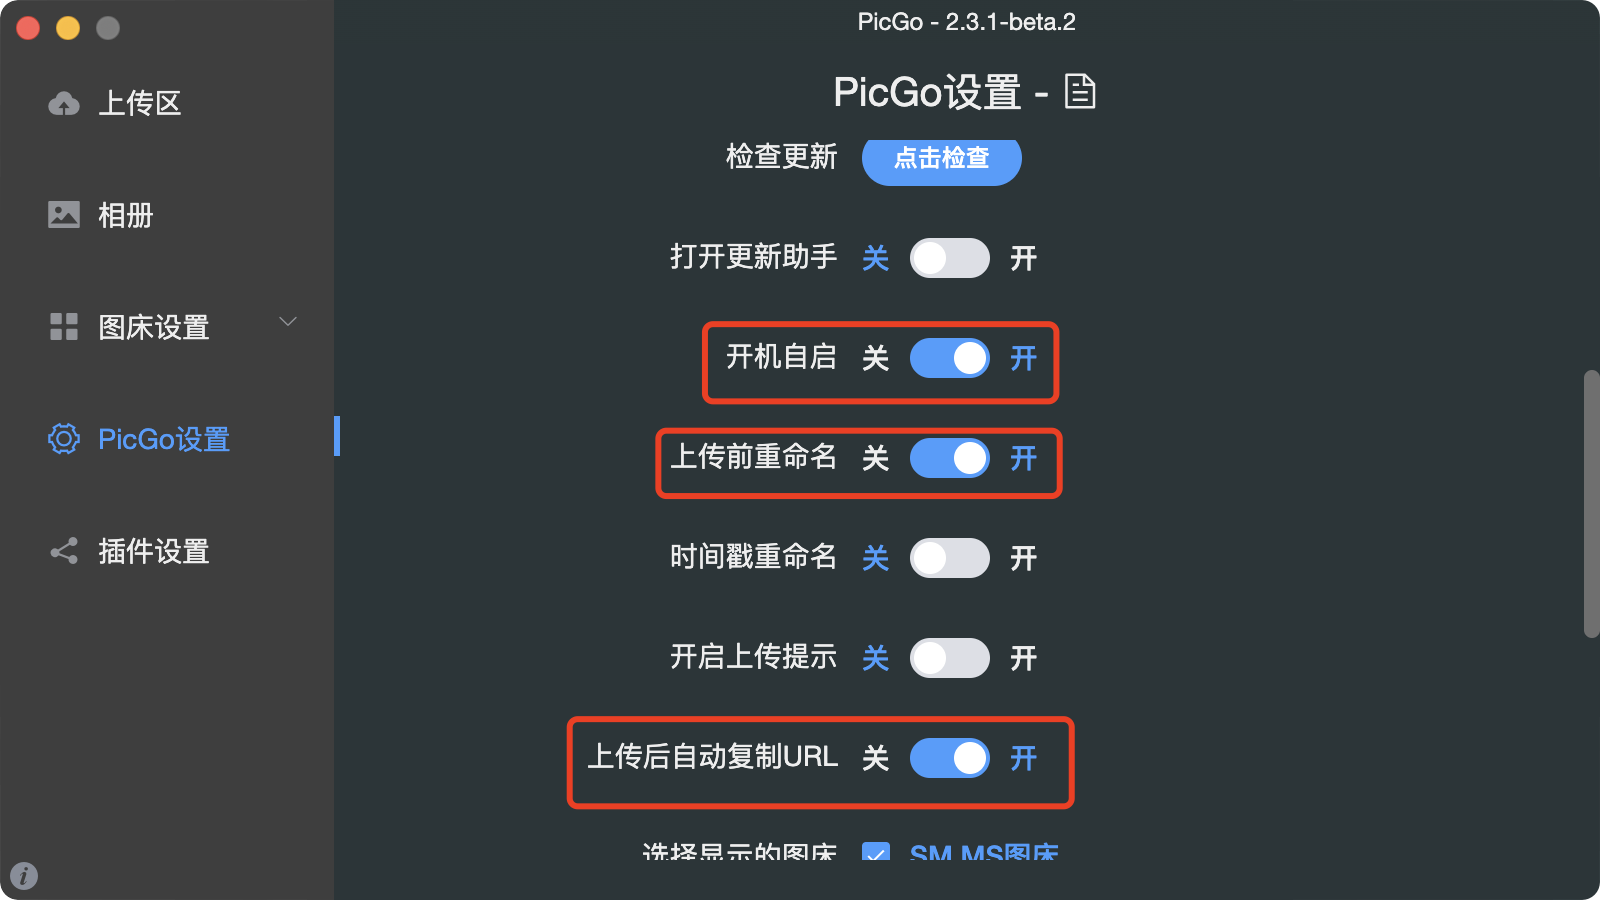 PicGo - 2.3.1-beta.2
上传区
相册
图床设置
PicGo设置
插件设置
PicGo设置 -
检查更新 点击检查
打开更新助手 关 开
开机自启 关 开
上传前重命名 关 开
时间戳重命名 关 开
开启上传提示 关 开
上传后自动复制URL 关 开
选择显示的图床 SM.MS图床